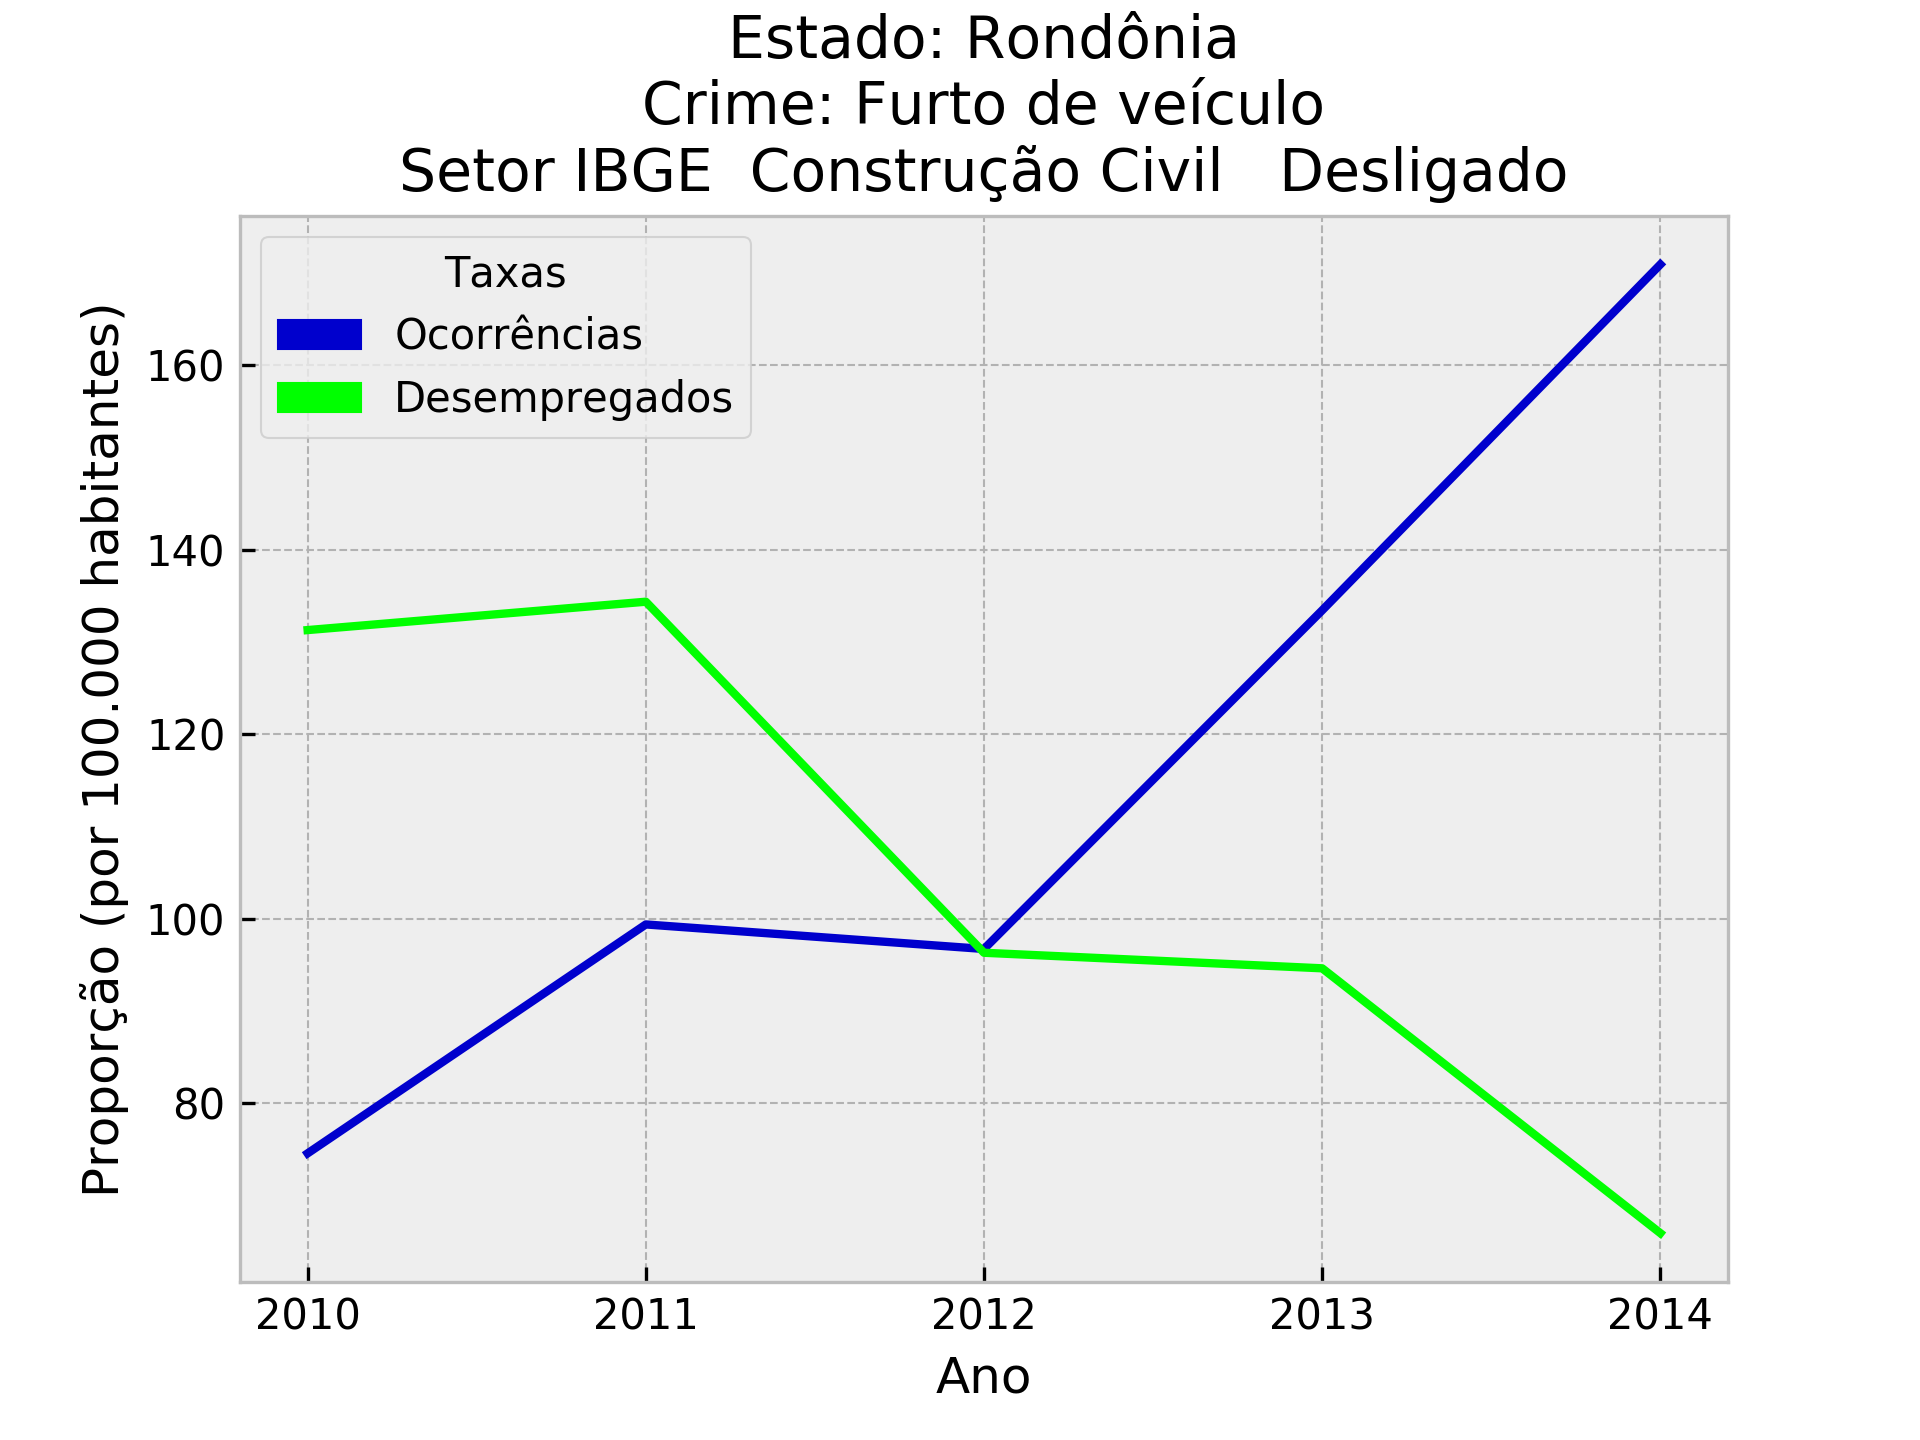 Estado: Rondônia
Crime: Furto de veículo
Setor IBGE  Construção Civil   Desligado
Taxas
Ocorrências
Desempregados
Proporção (por 100.000 habitantes)
160
140
120
100
80
2010
2011
2012
2013
2014
Ano